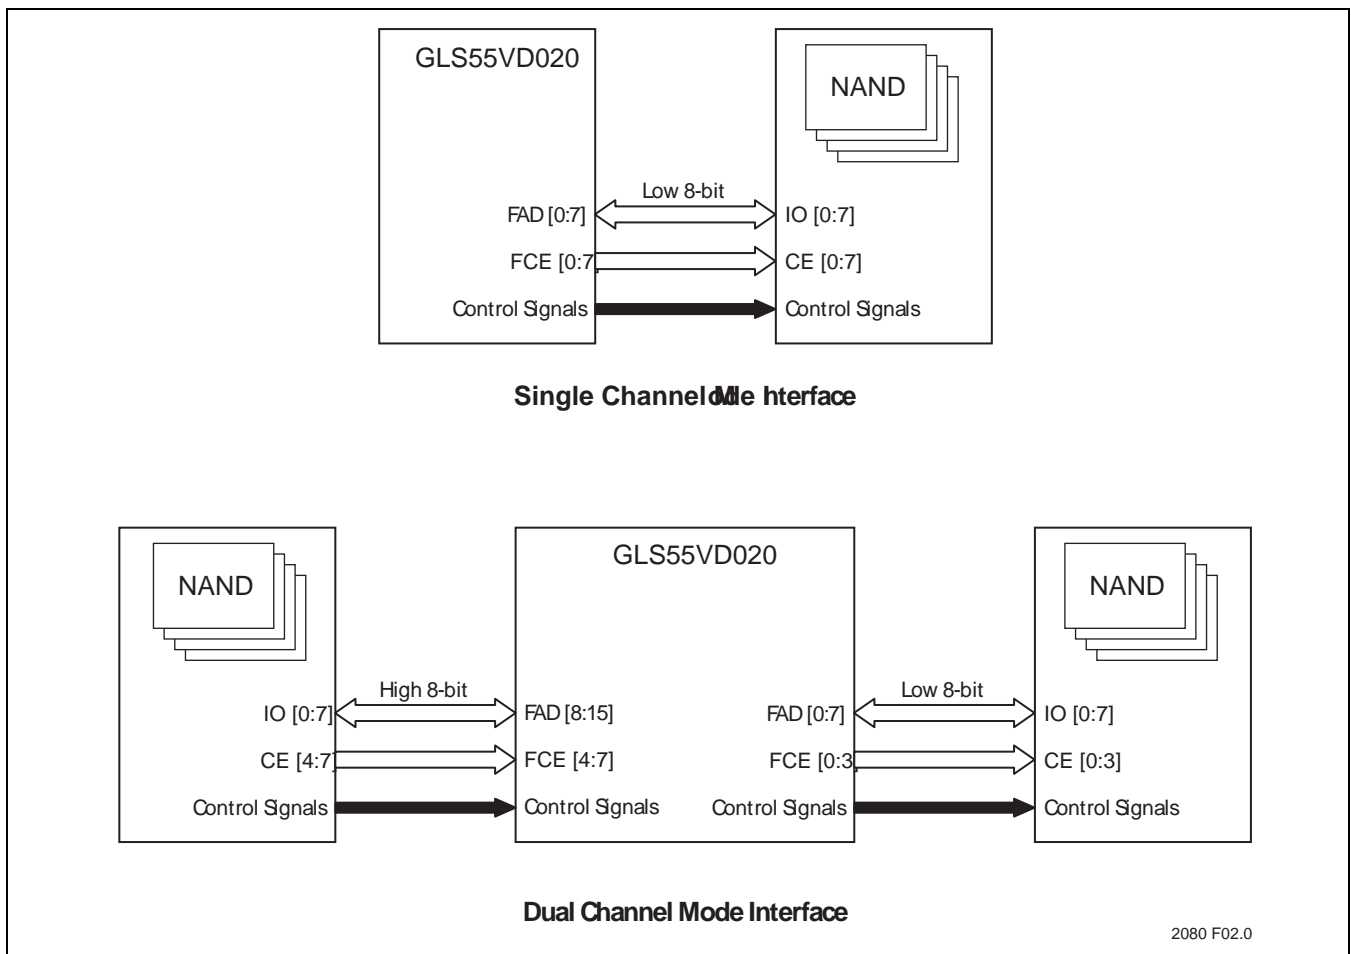 GLS55VD020
NAND
Low 8-bit
FAD [0:7]
IO [0:7]
FCE [0:7]
CE [0:7]
Control Signals
Control Signals
Single Channel Mode Interface
GLS55VD020
NAND
NAND
High 8-bit
Low 8-bit
IO [0:7]
FAD [8:15]
FAD [0:7]
IO [0:7]
CE [4:7]
FCE [4:7]
FCE [0:3]
CE [0:3]
Control Signals
Control Signals
Control Signals
Control Signals
Dual Channel Mode Interface
2080 F02.0